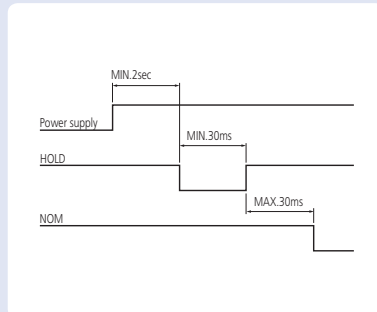 MIN.2sec
Power supply
MIN.30ms
HOLD
MAX.30ms
NOM